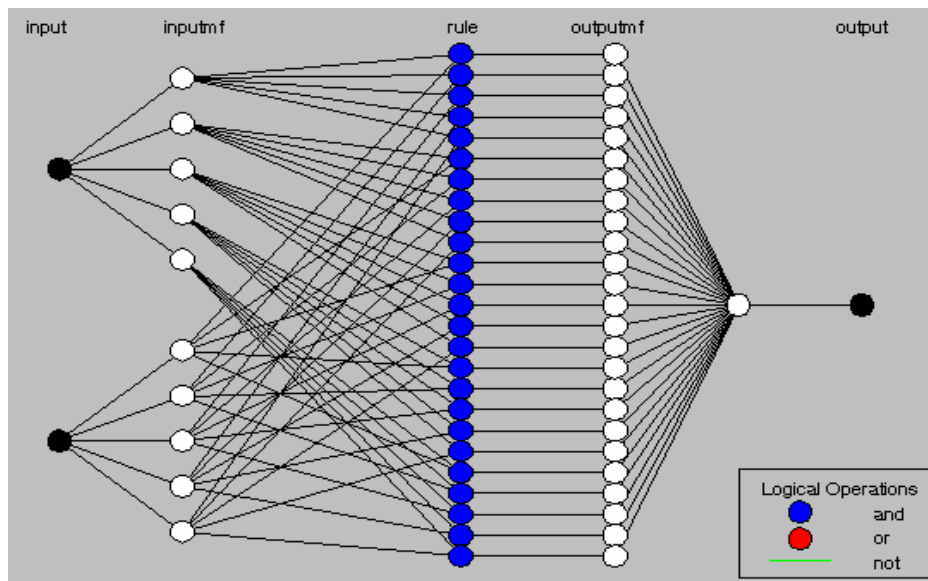 input inputmf rule outputmf output
Logical Operations
and
or
not